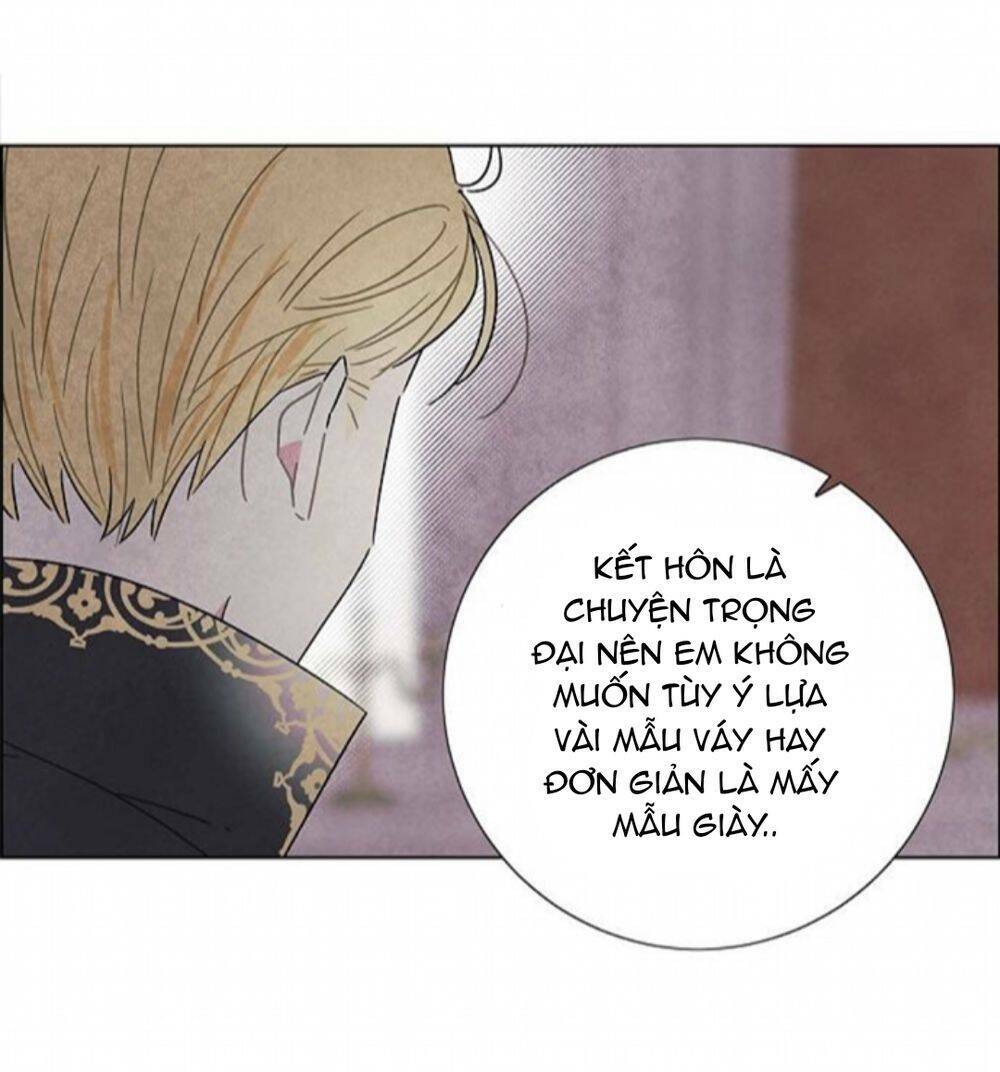 KẾT HÔN LÀ
CHUYỆN TRỌNG
ĐẠI NÊN EM KHÔNG
MUỐN TÙY Ý LỰA
VÀI MẪU VÁY HAY
ĐƠN GIẢN LÀ MẤY
MẪU GIÀY..